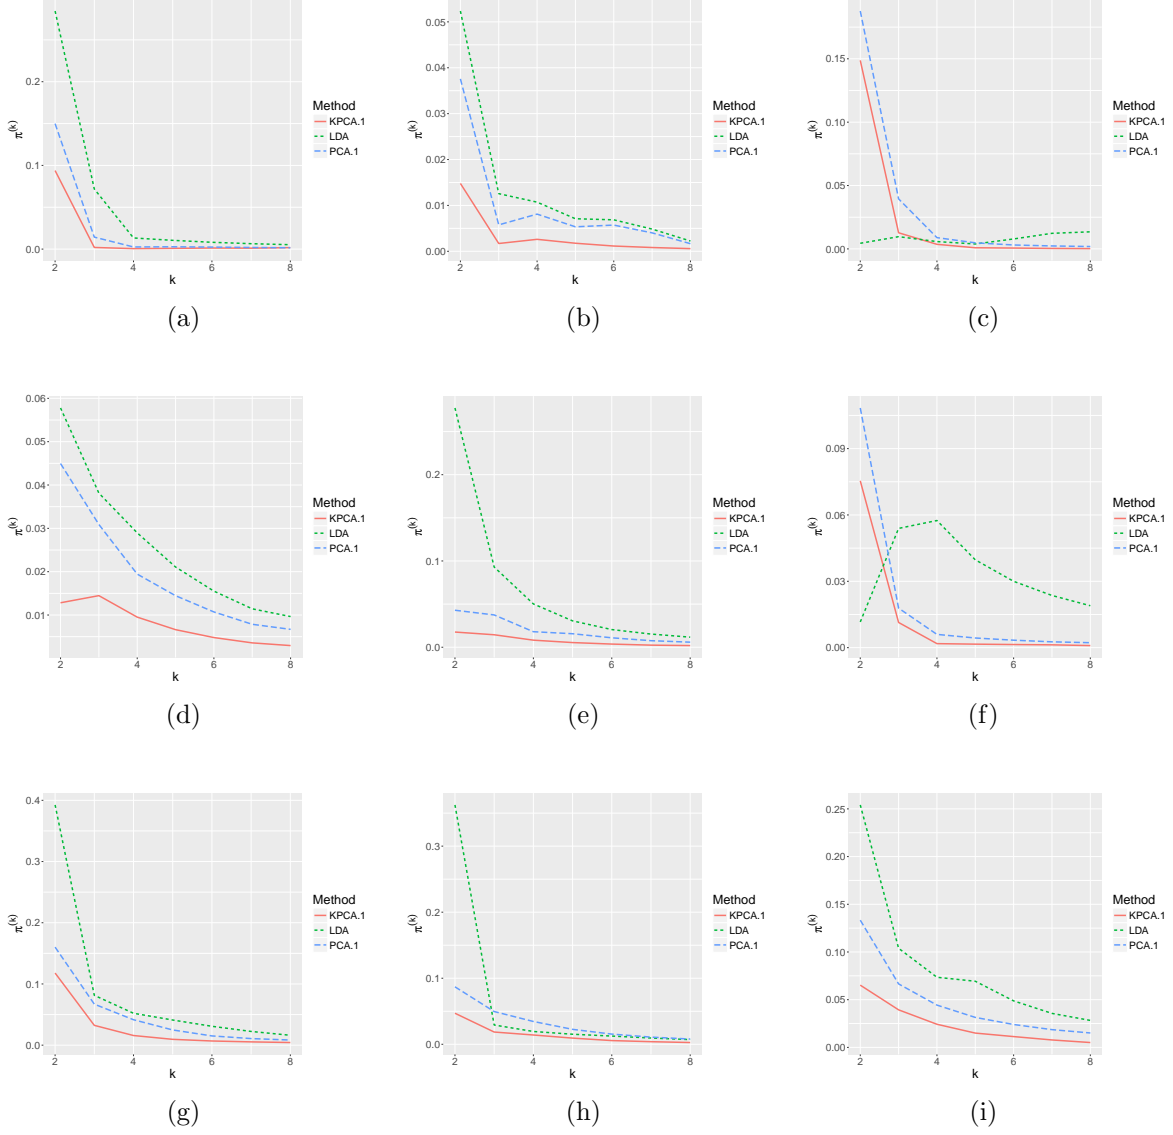 0.2
0.1
0.0
π(k)
2
4
6
8
k
Method
KPCA.1
LDA
PCA.1
(a)
0.05
0.04
0.03
0.02
0.01
0.00
π(k)
2
4
6
8
k
Method
KPCA.1
LDA
PCA.1
(b)
0.15
0.10
0.05
0.00
π(k)
2
4
6
8
k
Method
KPCA.1
LDA
PCA.1
(c)
0.06
0.05
0.04
0.03
0.02
0.01
π(k)
2
4
6
8
k
Method
KPCA.1
LDA
PCA.1
(d)
0.2
0.1
0.0
π(k)
2
4
6
8
k
Method
KPCA.1
LDA
PCA.1
(e)
0.09
0.06
0.03
0.00
π(k)
2
4
6
8
k
Method
KPCA.1
LDA
PCA.1
(f)
0.4
0.3
0.2
0.1
0.0
π(k)
2
4
6
8
k
Method
KPCA.1
LDA
PCA.1
(g)
0.3
0.2
0.1
0.0
π(k)
2
4
6
8
k
Method
KPCA.1
LDA
PCA.1
(h)
0.25
0.20
0.15
0.10
0.05
0.00
π(k)
2
4
6
8
k
Method
KPCA.1
LDA
PCA.1
(i)